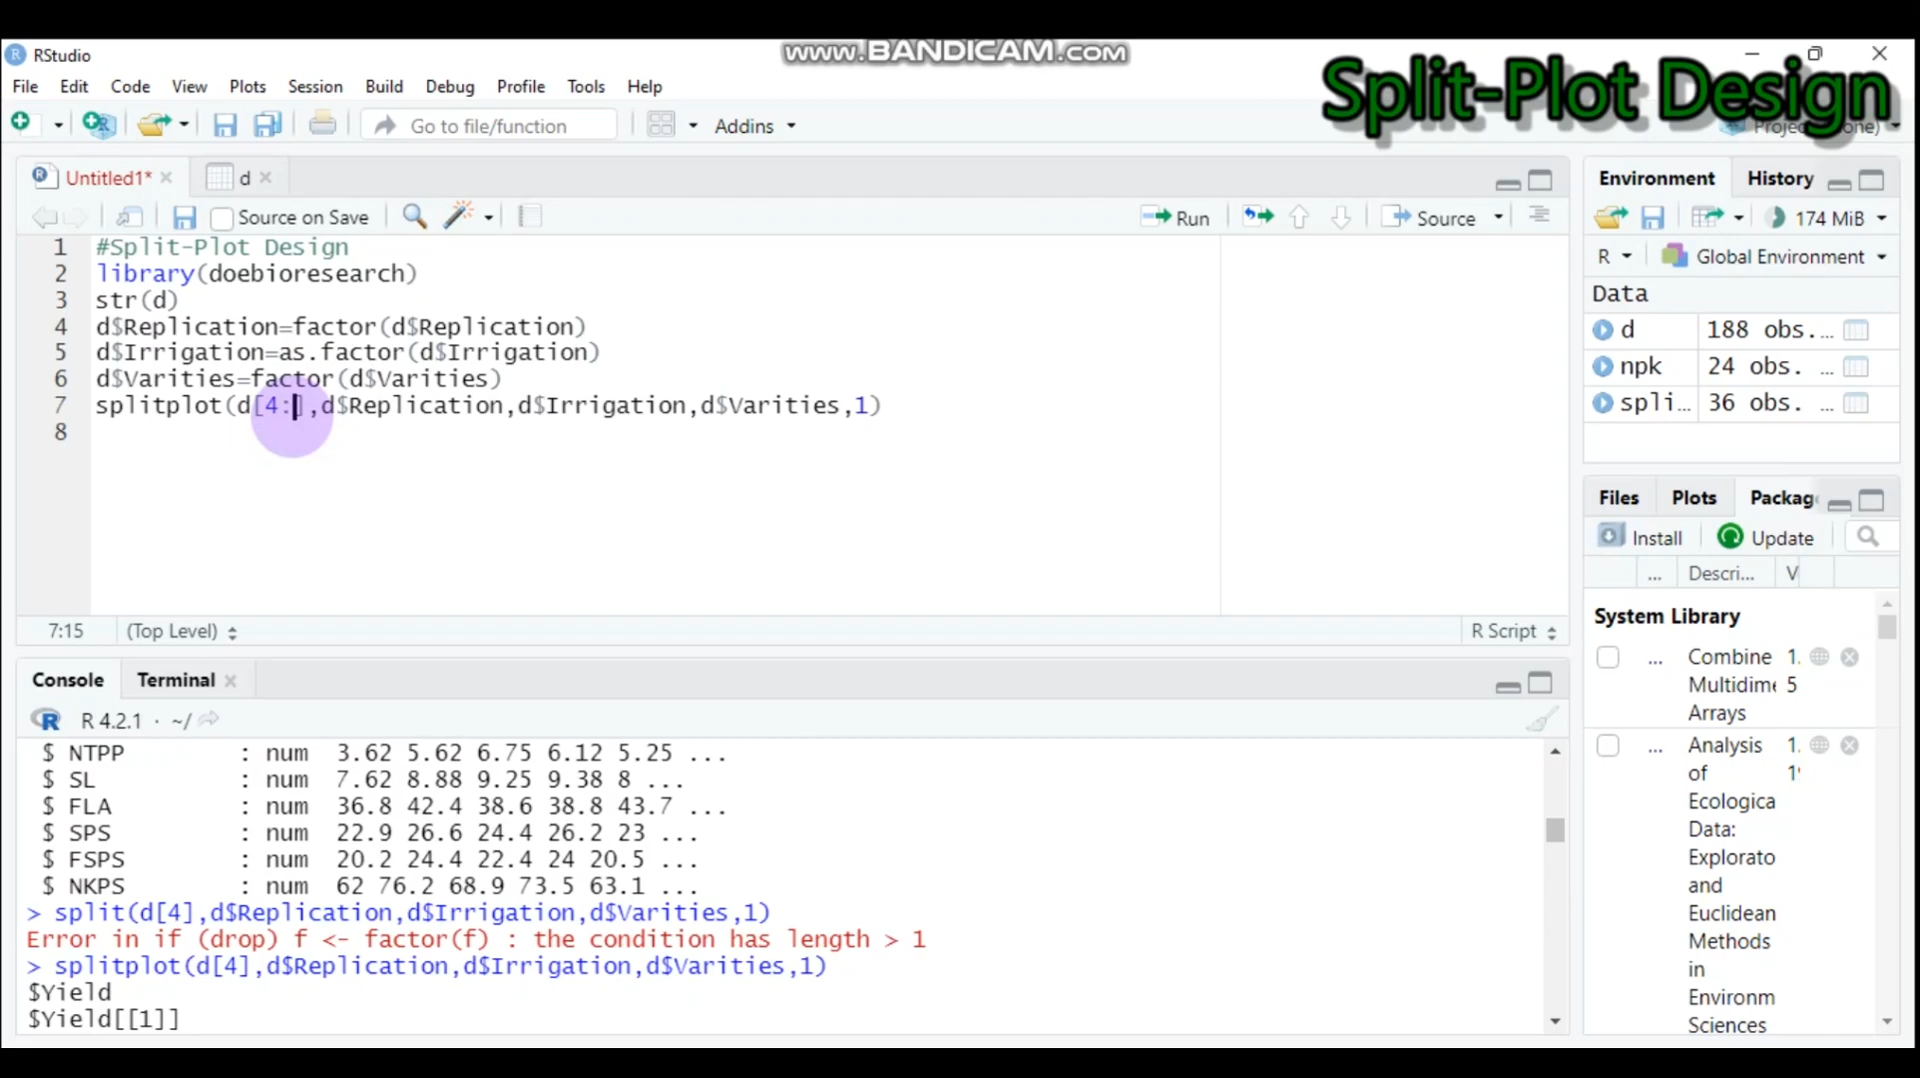 www.BANDICAM.com
RStudio
Split-Plot Design
File Edit Code View Plots Session Build Debug Profile Tools Help
Go to file/function Addins
Untitled1* d
Environment History
Source on Save Run Source 174 MiB
R Global Environment
1 #Split-Plot Design
2 library(doebioresearch)
3 str(d)
4 d$Replication=factor(d$Replication)
5 d$Irrigation=as.factor(d$Irrigation)
6 d$Varities=factor(d$Varities)
7 splitplot(d[4:],d$Replication,d$Irrigation,d$Varities,1)
8
Data
d 188 obs....
npk 24 obs. ...
spli... 36 obs. ...
7:15 (Top Level) R Script
Files Plots Packag
Install Update
... Descri... V
System Library
... Combine 1.
Multidime 5
Arrays
... Analysis 1.
of 1
Ecologica
Data:
Explorato
and
Euclidean
Methods
in
Environm
Sciences
Console Terminal
R 4.2.1 · ~/
$ NTPP : num 3.62 5.62 6.75 6.12 5.25 ...
$ SL : num 7.62 8.88 9.25 9.38 8 ...
$ FLA : num 36.8 42.4 38.6 38.8 43.7 ...
$ SPS : num 22.9 26.6 24.4 26.2 23 ...
$ FSPS : num 20.2 24.4 22.4 24 20.5 ...
$ NKPS : num 62 76.2 68.9 73.5 63.1 ...
> split(d[4],d$Replication,d$Irrigation,d$Varities,1)
Error in if (drop) f <- factor(f) : the condition has length > 1
> splitplot(d[4],d$Replication,d$Irrigation,d$Varities,1)
$Yield
$Yield[[1]]